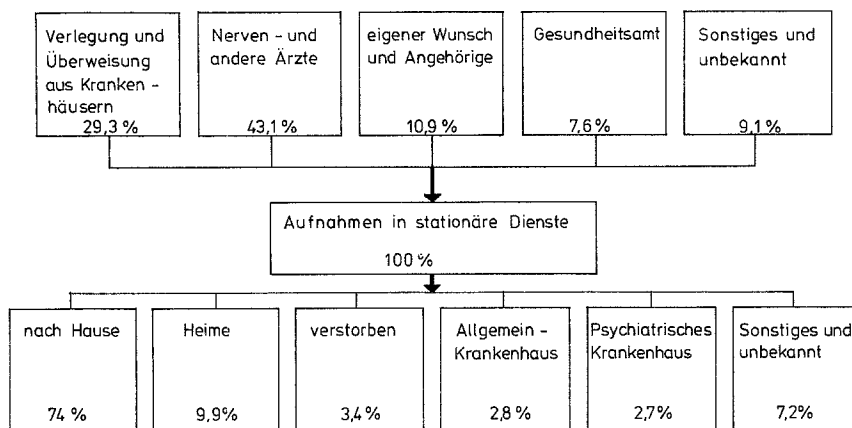 Verlegung und
Überweisung
aus Kranken -
häusern
29,3 %
Nerven - und
andere Ärzte
43,1 %
eigener Wunsch
und Angehörige
10,9 %
Gesundheitsamt
7,6 %
Sonstiges und
unbekannt
9,1 %
Aufnahmen in stationäre Dienste
100 %
nach Hause
74 %
Heime
9,9%
verstorben
3,4 %
Allgemein -
Krankenhaus
2,8 %
Psychiatrisches
Krankenhaus
2,7%
Sonstiges und
unbekannt
7,2%